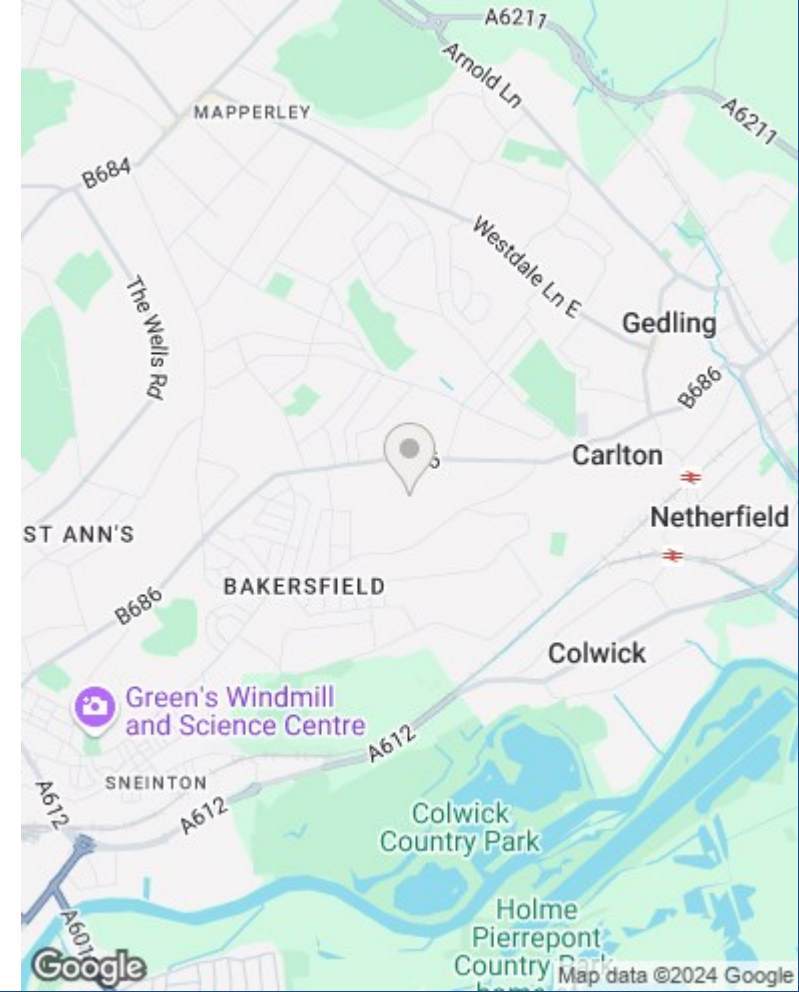 A6211
Arnold Ln
A6211
MAPPERLEY
B684
Westdale Ln E
The Wells Rd
Gedling
B686
Carlton
Netherfield
ST ANN'S
BAKERSFIELD
B686
Colwick
Green's Windmill
and Science Centre
A612
SNEINTON
A612
A612
Colwick
Country Park
A601
Holme
Pierrepont
Country Park
Google
Map data ©2024 Google